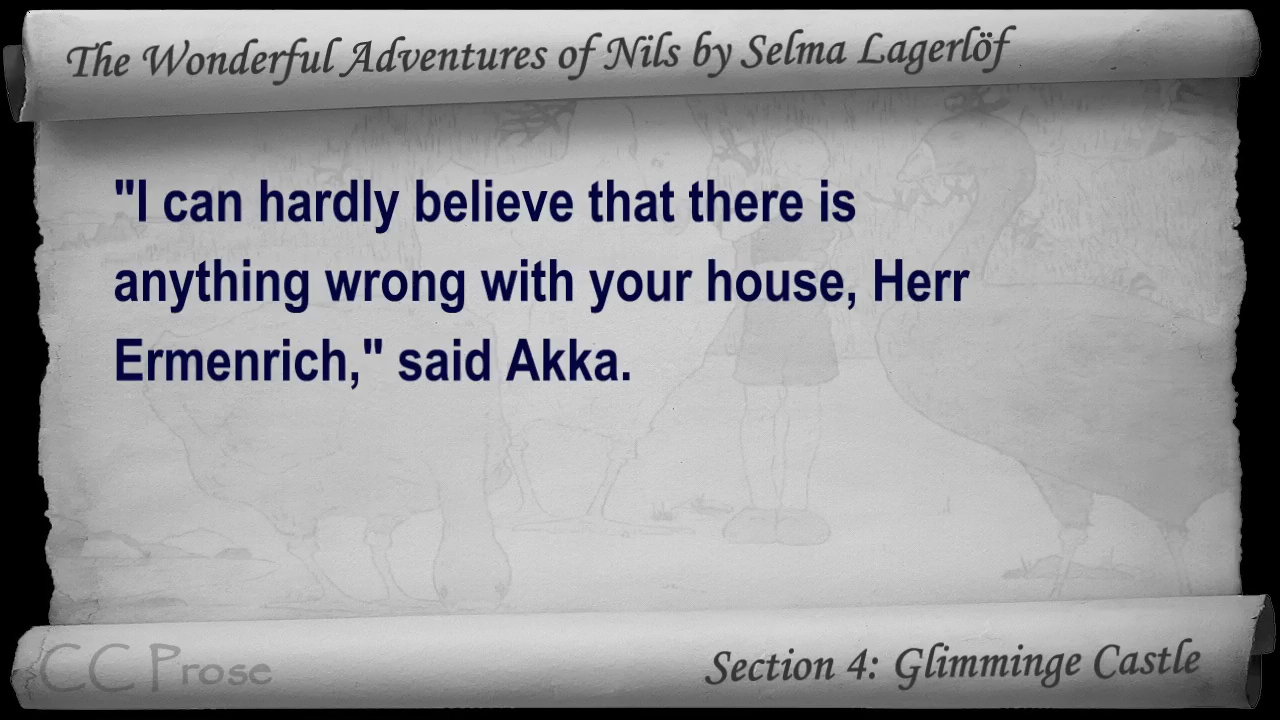 The Wonderful Adventures of Nils by Selma Lagerlöf
"I can hardly believe that there is
anything wrong with your house, Herr
Ermenrich," said Akka.
CC Prose
Section 4: Glimminge Castle